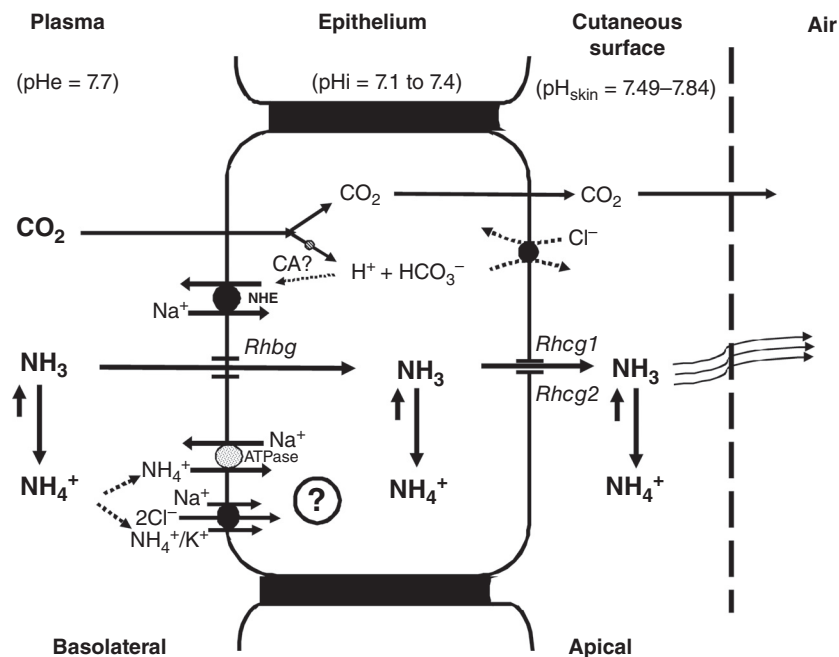 Plasma
Epithelium
Cutaneous
surface
Air
(pHe = 7.7)
(pHi = 7.1 to 7.4)
(pHskin = 7.49–7.84)
CO2
CO2
CO2
CA?
H+ + HCO3−
Cl−
NHE
Na+
NH3
Rhbg
NH3
Rhcg1
Rhcg2
NH3
Na+
ATPase
NH4+
NH4+
NH4+
NH4+
Na+
2Cl−
NH4+/K+
?
Basolateral
Apical